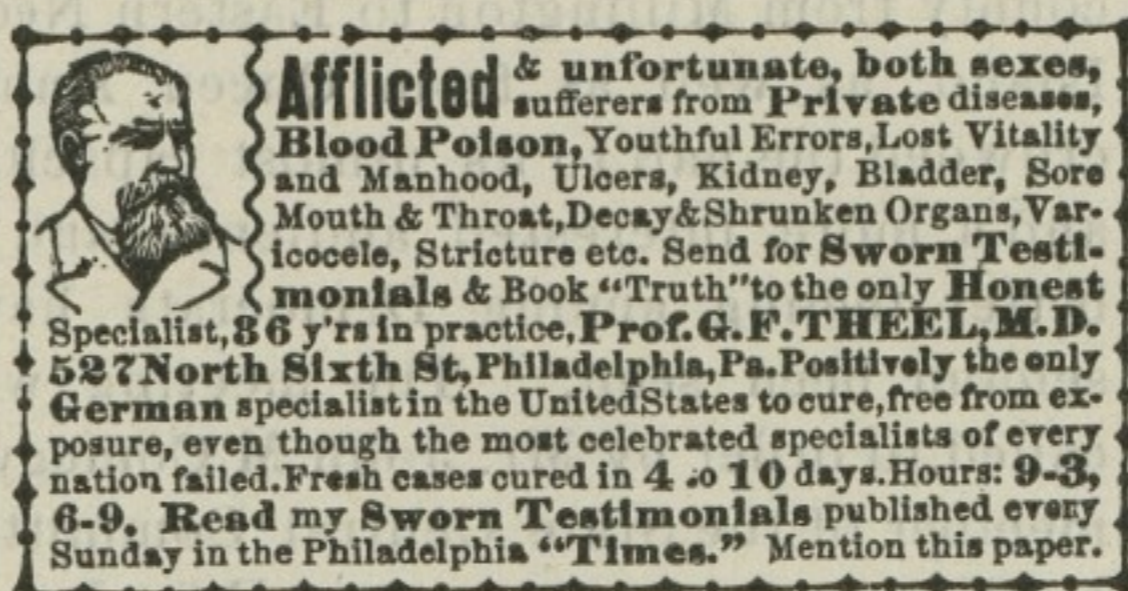 Afflicted & unfortunate, both sexes,
sufferers from Private diseases,
Blood Poison, Youthful Errors, Lost Vitality
and Manhood, Ulcers, Kidney, Bladder, Sore
Mouth & Throat, Decay & Shrunken Organs, Var-
icocele, Stricture etc. Send for Sworn Testi-
monials & Book "Truth" to the only Honest
Specialist, 36 y'rs in practice, Prof. G. F. THEEL, M.D.
527 North Sixth St, Philadelphia, Pa. Positively the only
German specialist in the United States to cure, free from ex-
posure, even though the most celebrated specialists of every
nation failed. Fresh cases cured in 4 to 10 days. Hours: 9-3,
6-9. Read my Sworn Testimonials published every
Sunday in the Philadelphia "Times." Mention this paper.